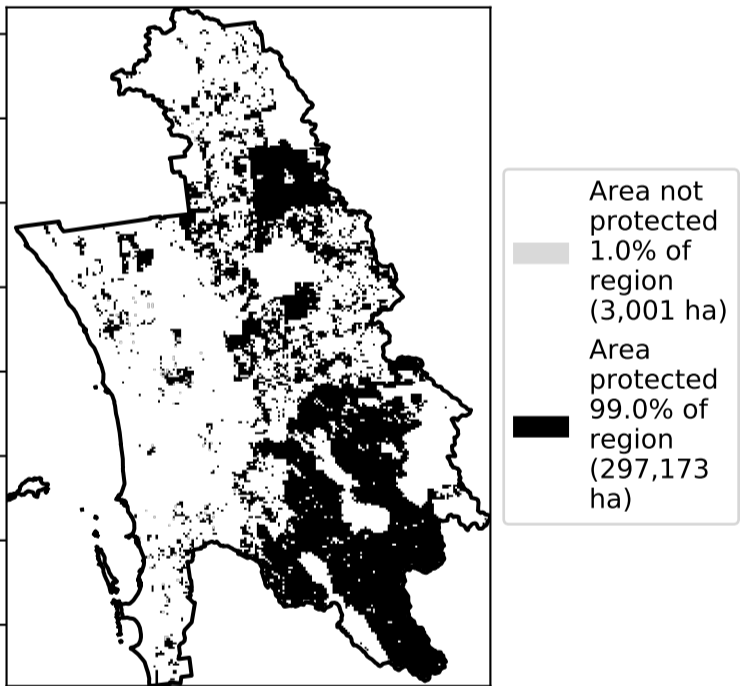 Area not
protected
1.0% of
region
(3,001 ha)
Area
protected
99.0% of
region
(297,173
ha)